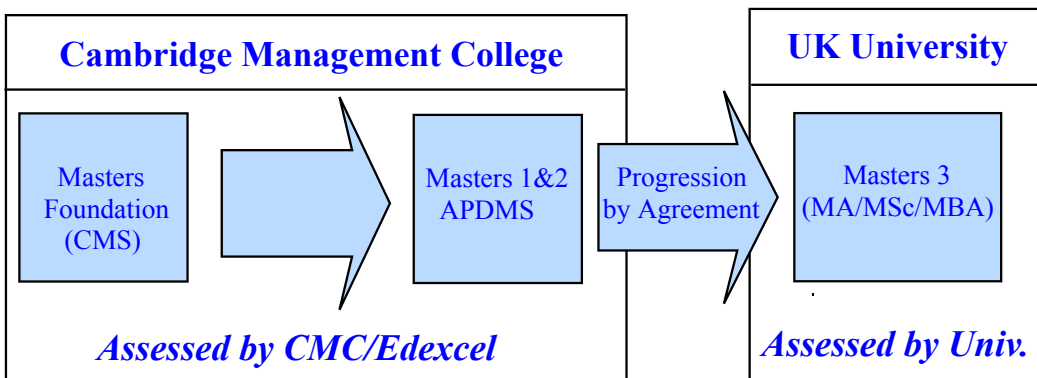 Cambridge Management College
UK University
Masters
Foundation
(CMS)
Masters 1&2
APDMS
Progression
by Agreement
Masters 3
(MA/MSc/MBA)
Assessed by CMC/Edexcel
Assessed by Univ.